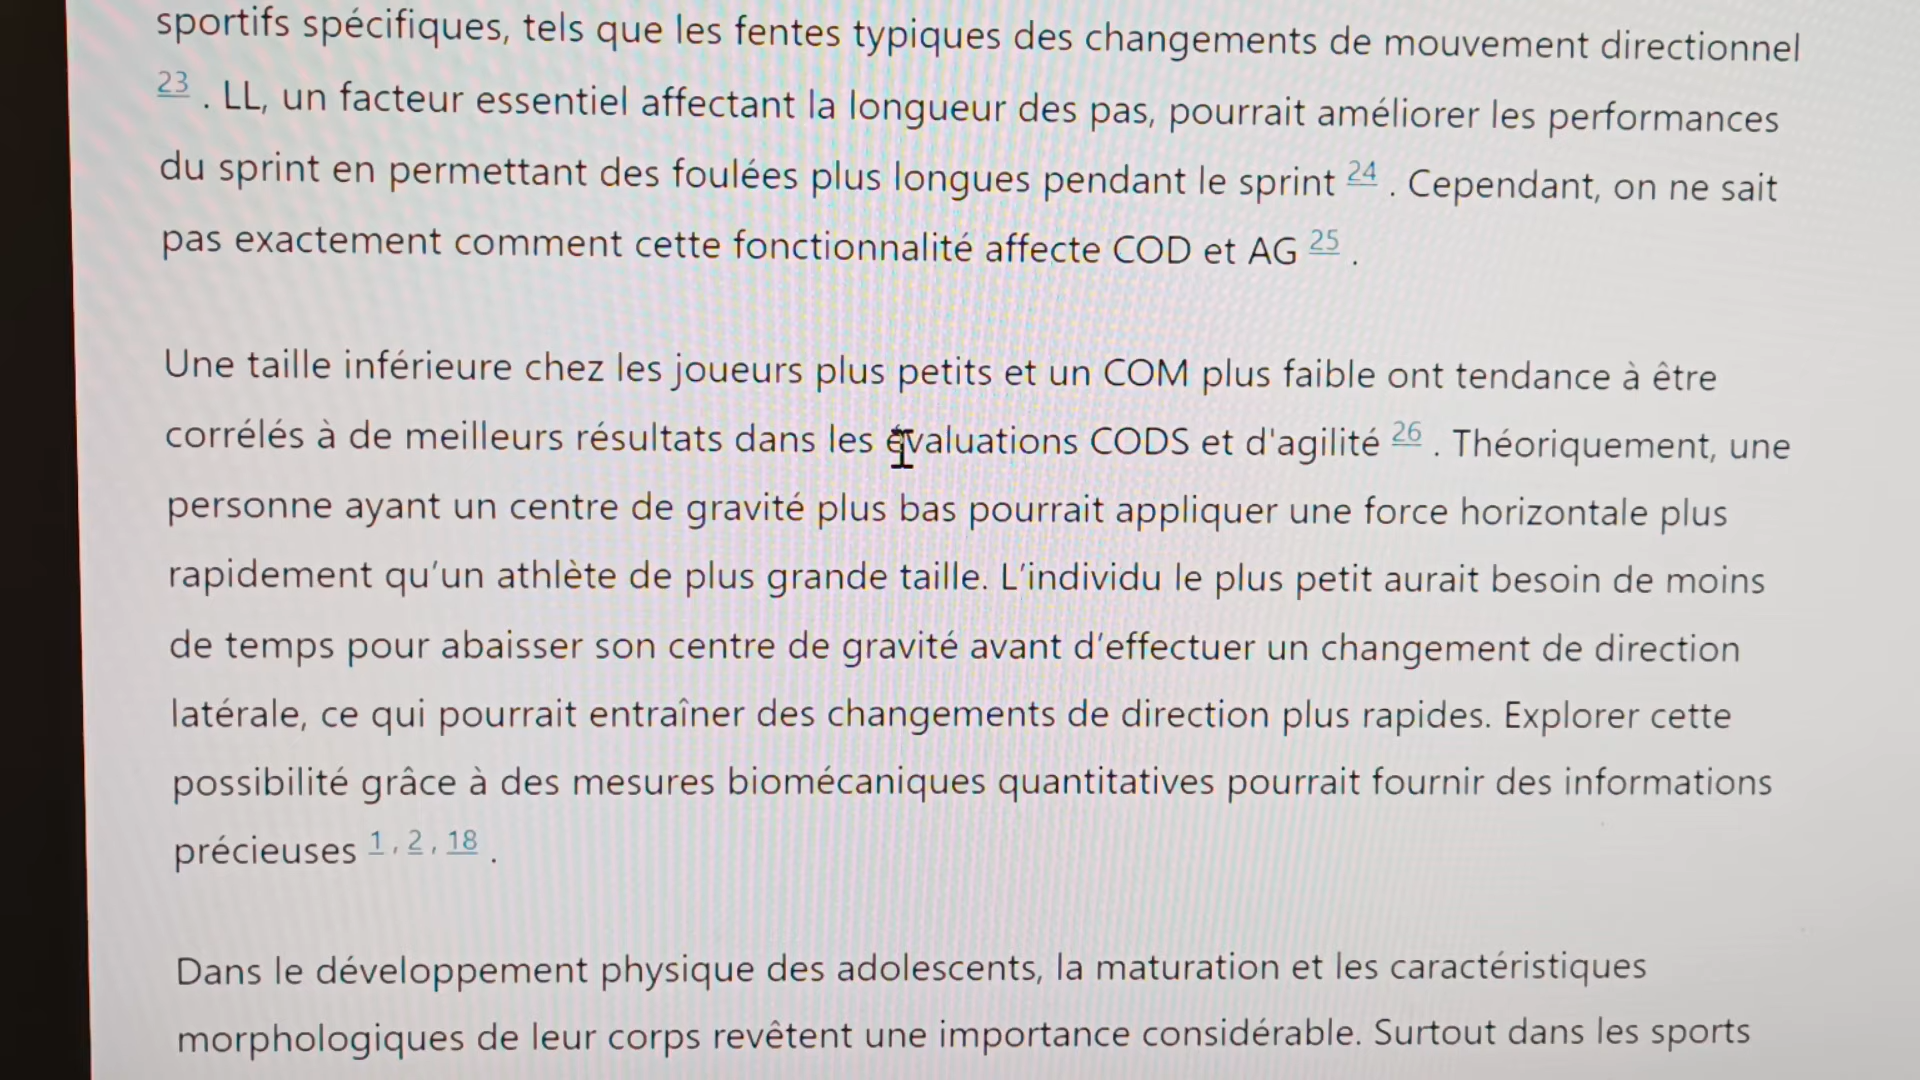 sportifs spécifiques, tels que les fentes typiques des changements de mouvement directionnel
23 . LL, un facteur essentiel affectant la longueur des pas, pourrait améliorer les performances
du sprint en permettant des foulées plus longues pendant le sprint 24 . Cependant, on ne sait
pas exactement comment cette fonctionnalité affecte COD et AG 25 .
Une taille inférieure chez les joueurs plus petits et un COM plus faible ont tendance à être
corrélés à de meilleurs résultats dans les évaluations CODS et d'agilité 26 . Théoriquement, une
personne ayant un centre de gravité plus bas pourrait appliquer une force horizontale plus
rapidement qu’un athlète de plus grande taille. L’individu le plus petit aurait besoin de moins
de temps pour abaisser son centre de gravité avant d’effectuer un changement de direction
latérale, ce qui pourrait entraîner des changements de direction plus rapides. Explorer cette
possibilité grâce à des mesures biomécaniques quantitatives pourrait fournir des informations
précieuses 1 , 2 , 18 .
Dans le développement physique des adolescents, la maturation et les caractéristiques
morphologiques de leur corps revêtent une importance considérable. Surtout dans les sports